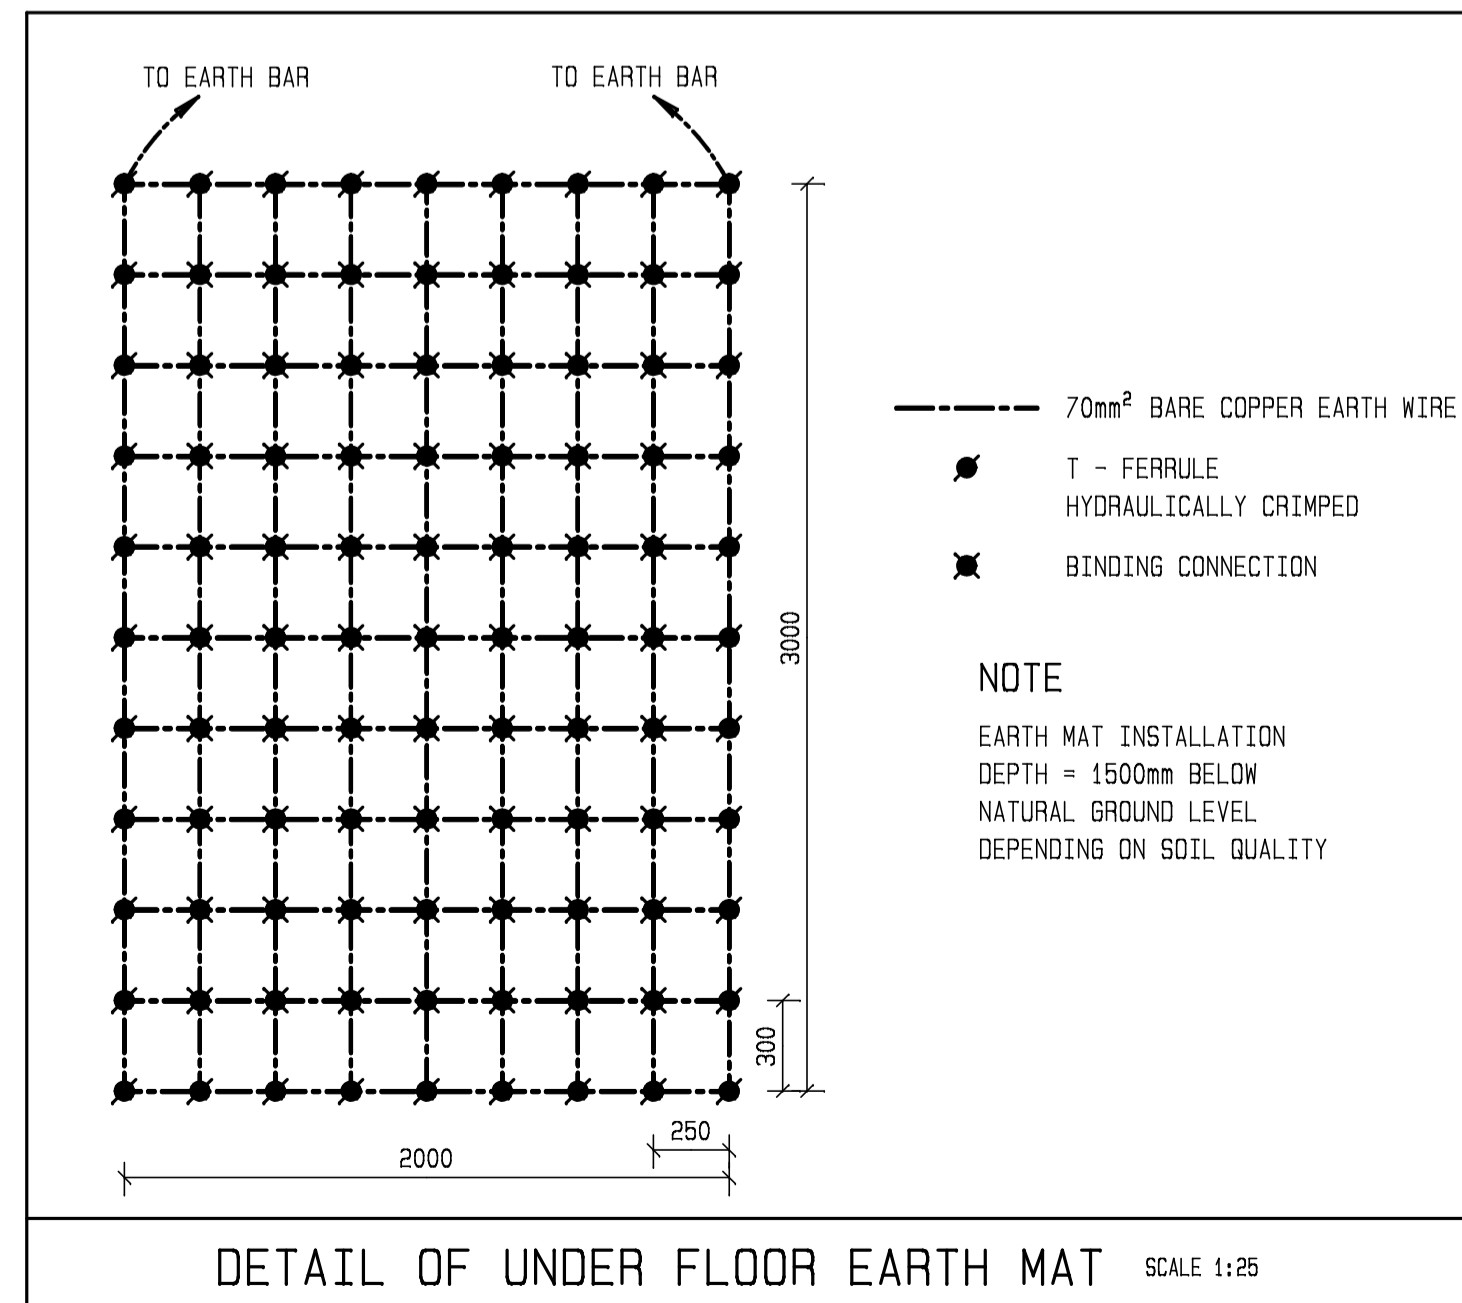 TO EARTH BAR
TO EARTH BAR
70mm² BARE COPPER EARTH WIRE
T - FERRULE
HYDRAULICALLY CRIMPED
BINDING CONNECTION
3000
NOTE
EARTH MAT INSTALLATION
DEPTH = 1500mm BELOW
NATURAL GROUND LEVEL
DEPENDING ON SOIL QUALITY
300
250
2000
DETAIL OF UNDER FLOOR EARTH MAT SCALE 1:25